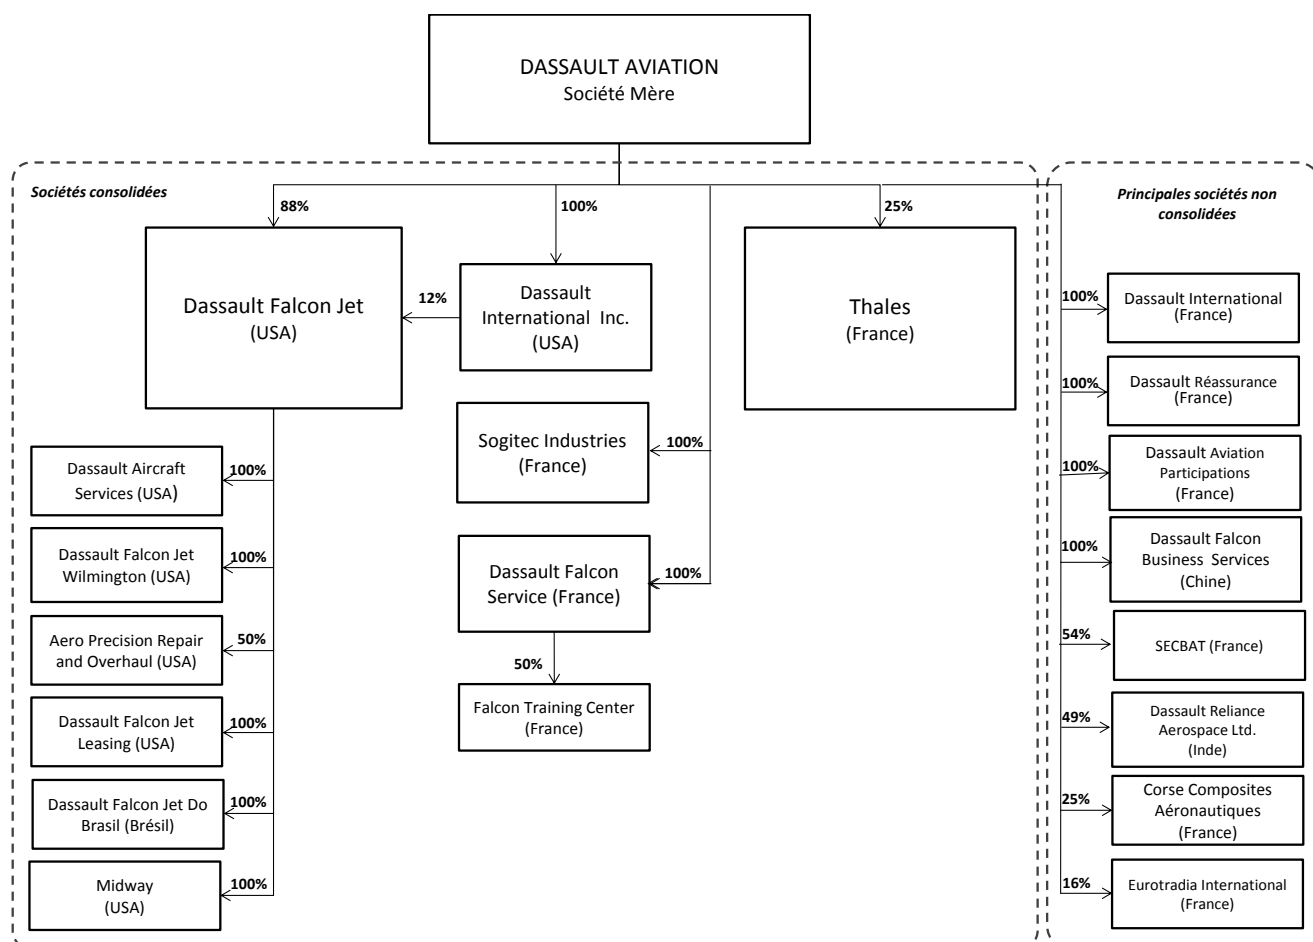 DASSAULT AVIATION
Société Mère
Sociétés consolidées
88%
100%
25%
Dassault Falcon Jet
(USA)
12%
Dassault
International Inc.
(USA)
Thales
(France)
Sogitec Industries
(France)
100%
Dassault Aircraft
Services (USA)
100%
Dassault Falcon Jet
Wilmington (USA)
100%
Dassault Falcon
Service (France)
100%
Aero Precision Repair
and Overhaul (USA)
50%
50%
Falcon Training Center
(France)
Dassault Falcon Jet
Leasing (USA)
100%
Dassault Falcon Jet Do
Brasil (Brésil)
100%
Midway
(USA)
100%
Principales sociétés non
consolidées
100%
Dassault International
(France)
100%
Dassault Réassurance
(France)
100%
Dassault Aviation
Participations
(France)
100%
Dassault Falcon
Business Services
(Chine)
54%
SECBAT (France)
49%
Dassault Reliance
Aerospace Ltd.
(Inde)
25%
Corse Composites
Aéronautiques
(France)
16%
Eurotradia International
(France)